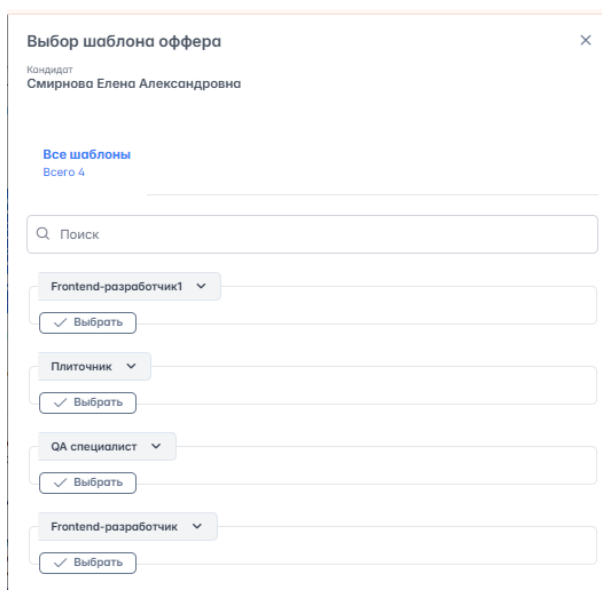 Выбор шаблона оффера
Кандидат
Смирнова Елена Александровна
Все шаблоны
Всего 4
Поиск
Frontend-разработчик1
Выбрать
Плиточник
Выбрать
QA специалист
Выбрать
Frontend-разработчик
Выбрать